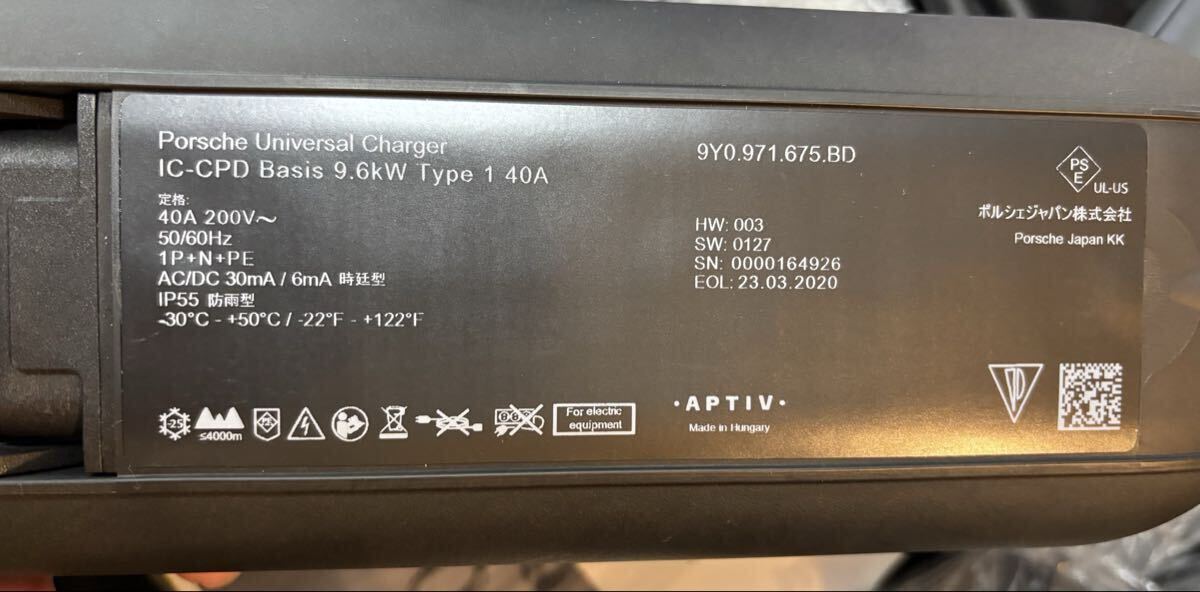 Porsche Universal Charger
IC-CPD Basis 9.6kW Type 1 40A
定格:
40A 200V～
50/60Hz
1P+N+PE
AC/DC 30mA / 6mA 時延型
IP55 防雨型
-30°C - +50°C / -22°F - +122°F
9Y0.971.675.BD
HW: 003
SW: 0127
SN: 0000164926
EOL: 23.03.2020
PS
E
UL-US
ポルシェジャパン株式会社
Porsche Japan KK
-25
≤4000m
For electric
equipment
·APTIV·
Made in Hungary